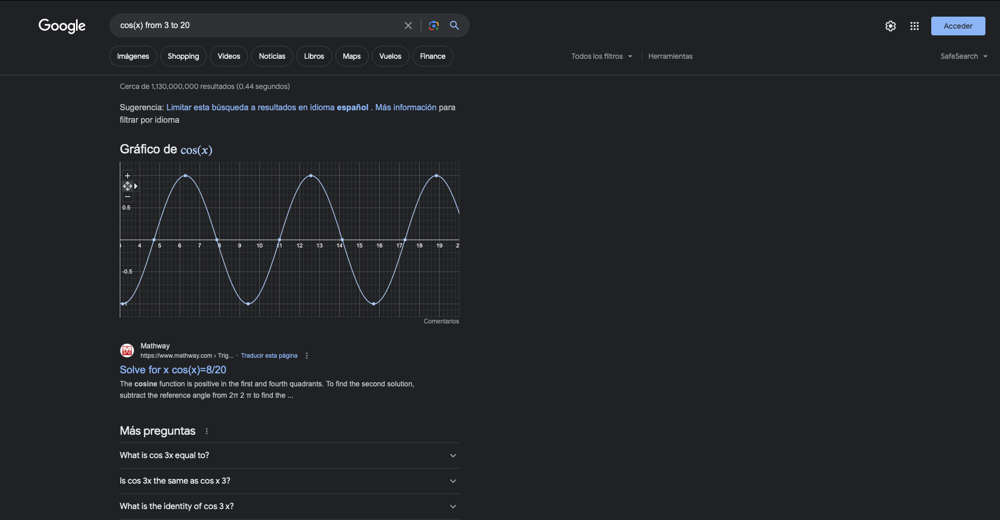 Google
cos(x) from 3 to 20
Acceder
Imágenes Shopping Vídeos Noticias Libros Maps Vuelos Finance
Todos los filtros Herramientas
SafeSearch
Cerca de 1,130,000,000 resultados (0.44 segundos)
Sugerencia: Limitar esta búsqueda a resultados en idioma español . Más información para
filtrar por idioma
Gráfico de cos(x)
0.5
4 5 6 7 8 9 10 11 12 13 14 15 16 17 18 19 2
-0.5
-1
Comentarios
Mathway
https://www.mathway.com › Trig... · Traducir esta página
Solve for x cos(x)=8/20
The cosine function is positive in the first and fourth quadrants. To find the second solution,
subtract the reference angle from 2π 2 π to find the ...
Más preguntas
What is cos 3x equal to?
Is cos 3x the same as cos x 3?
What is the identity of cos 3 x?